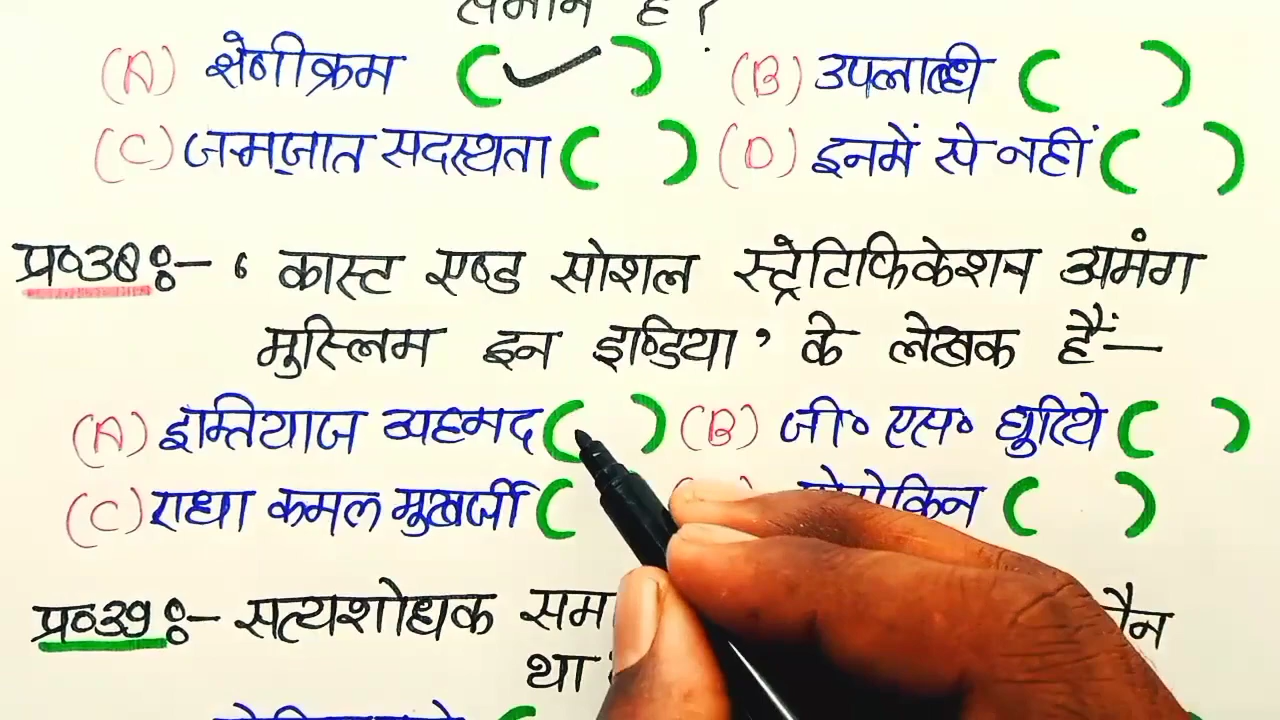 समान है?
(A) श्रेणीक्रम (✓) (B) उपलब्धि ( )
(C) जन्मजात सदस्यता ( ) (D) इनमें से नहीं ( )
प्र०38:- ‘कास्ट एण्ड सोशल स्ट्रेटिफिकेशन अमंग
मुस्लिम इन इण्डिया’ के लेखक हैं—
(A) इम्तियाज अहमद ( ) (B) जी० एस० घुरिये ( )
(C) राधा कमल मुखर्जी (
( )
प्र०39:- सत्यशोधक
था